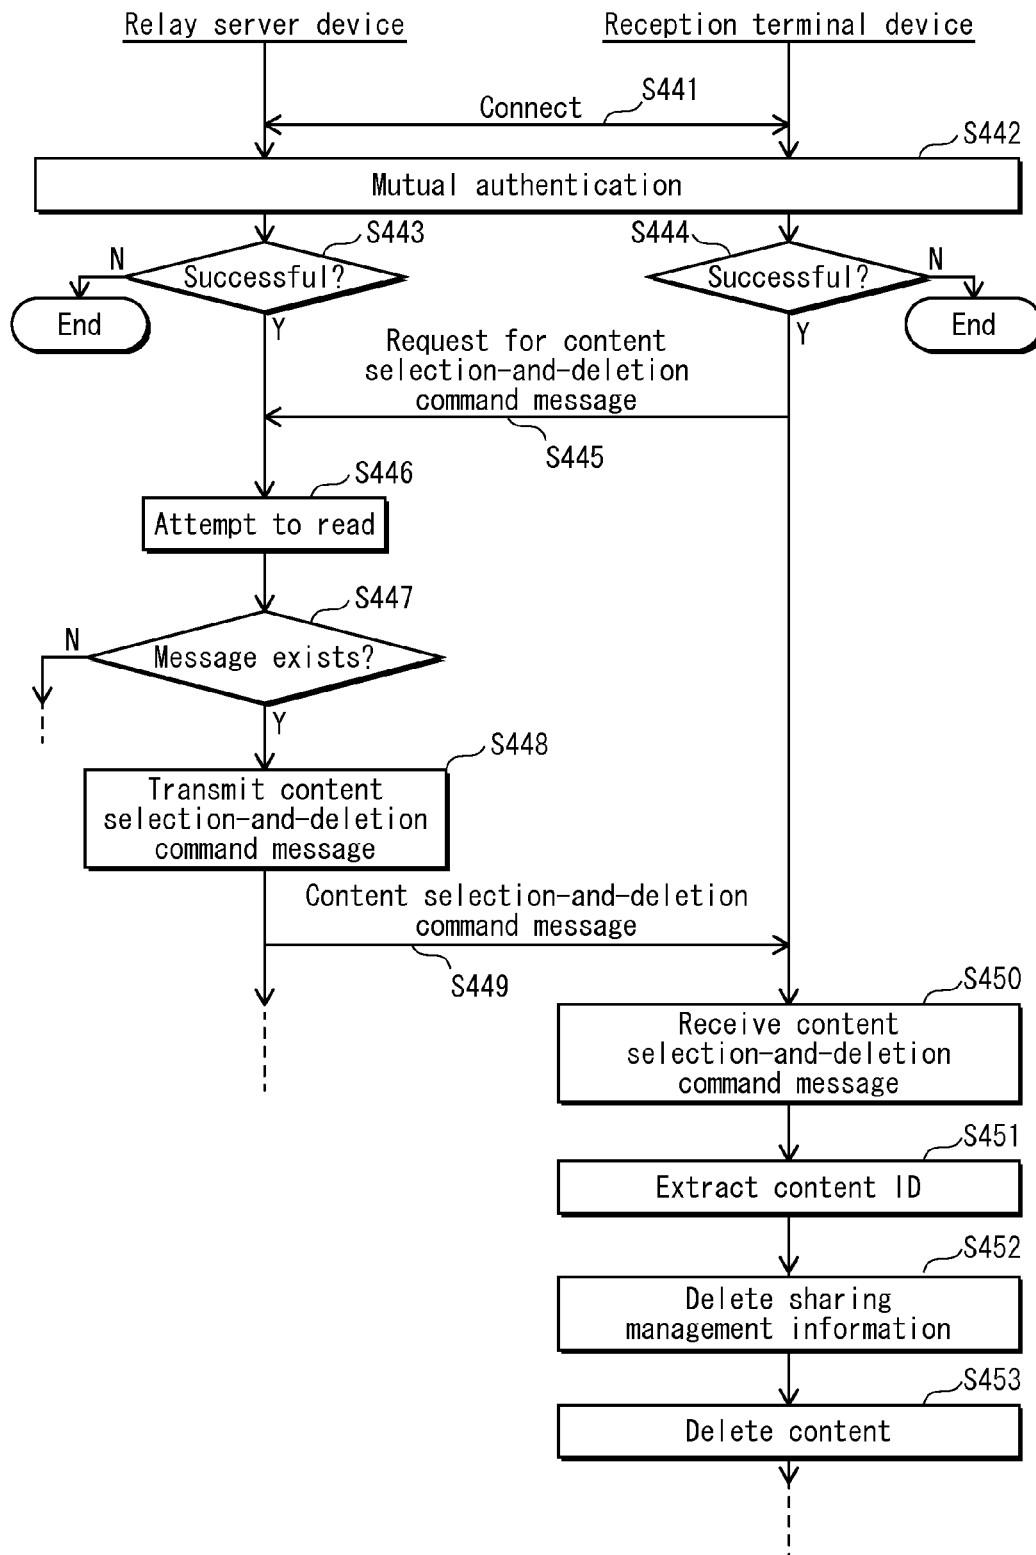 Relay server device
Reception terminal device
Connect
S441
S442
Mutual authentication
S443
S444
N
Successful?
Successful?
N
End
Y
Y
End
Request for content
selection-and-deletion
command message
S445
S446
Attempt to read
S447
N
Message exists?
Y
S448
Transmit content
selection-and-deletion
command message
Content selection-and-deletion
command message
S449
S450
Receive content
selection-and-deletion
command message
S451
Extract content ID
S452
Delete sharing
management information
S453
Delete content